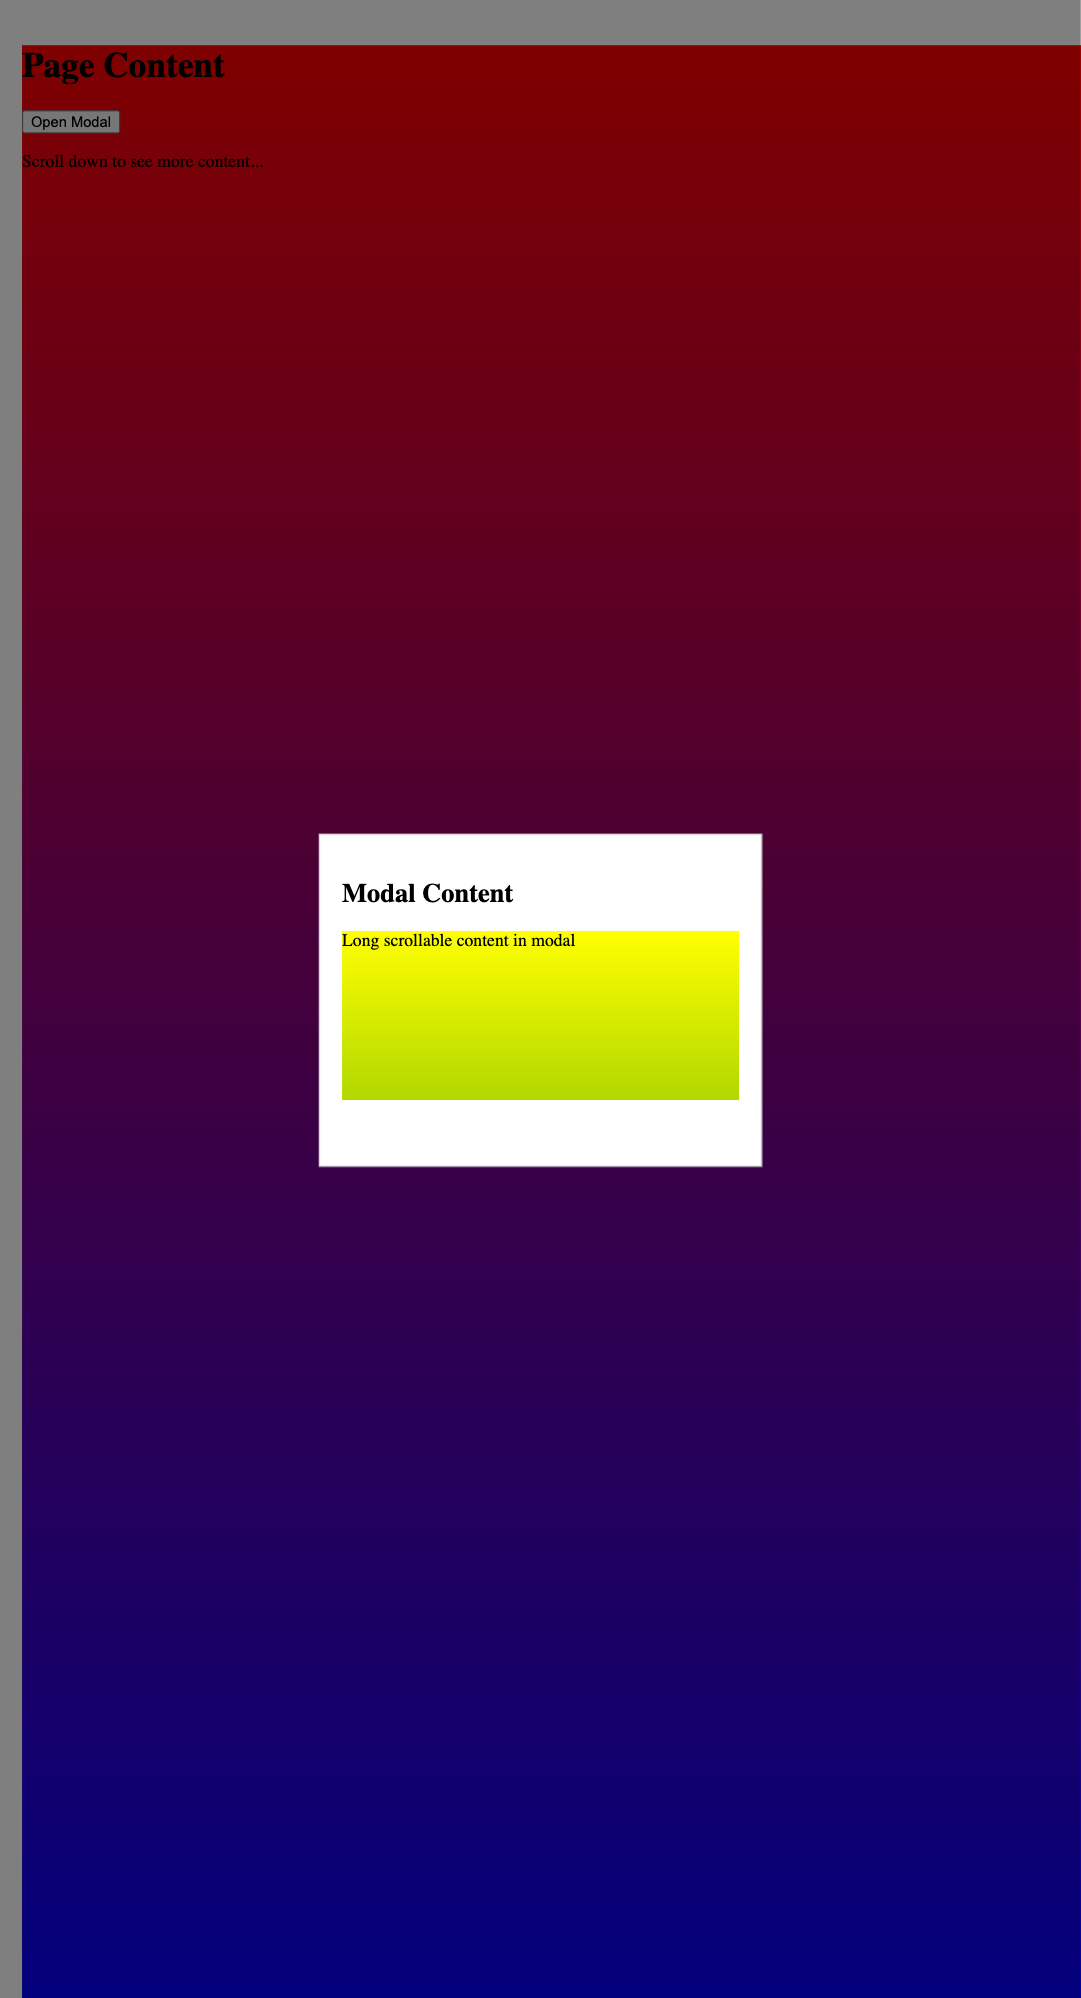 Page Content
Open Modal
Scroll down to see more content...
Modal Content
Long scrollable content in modal